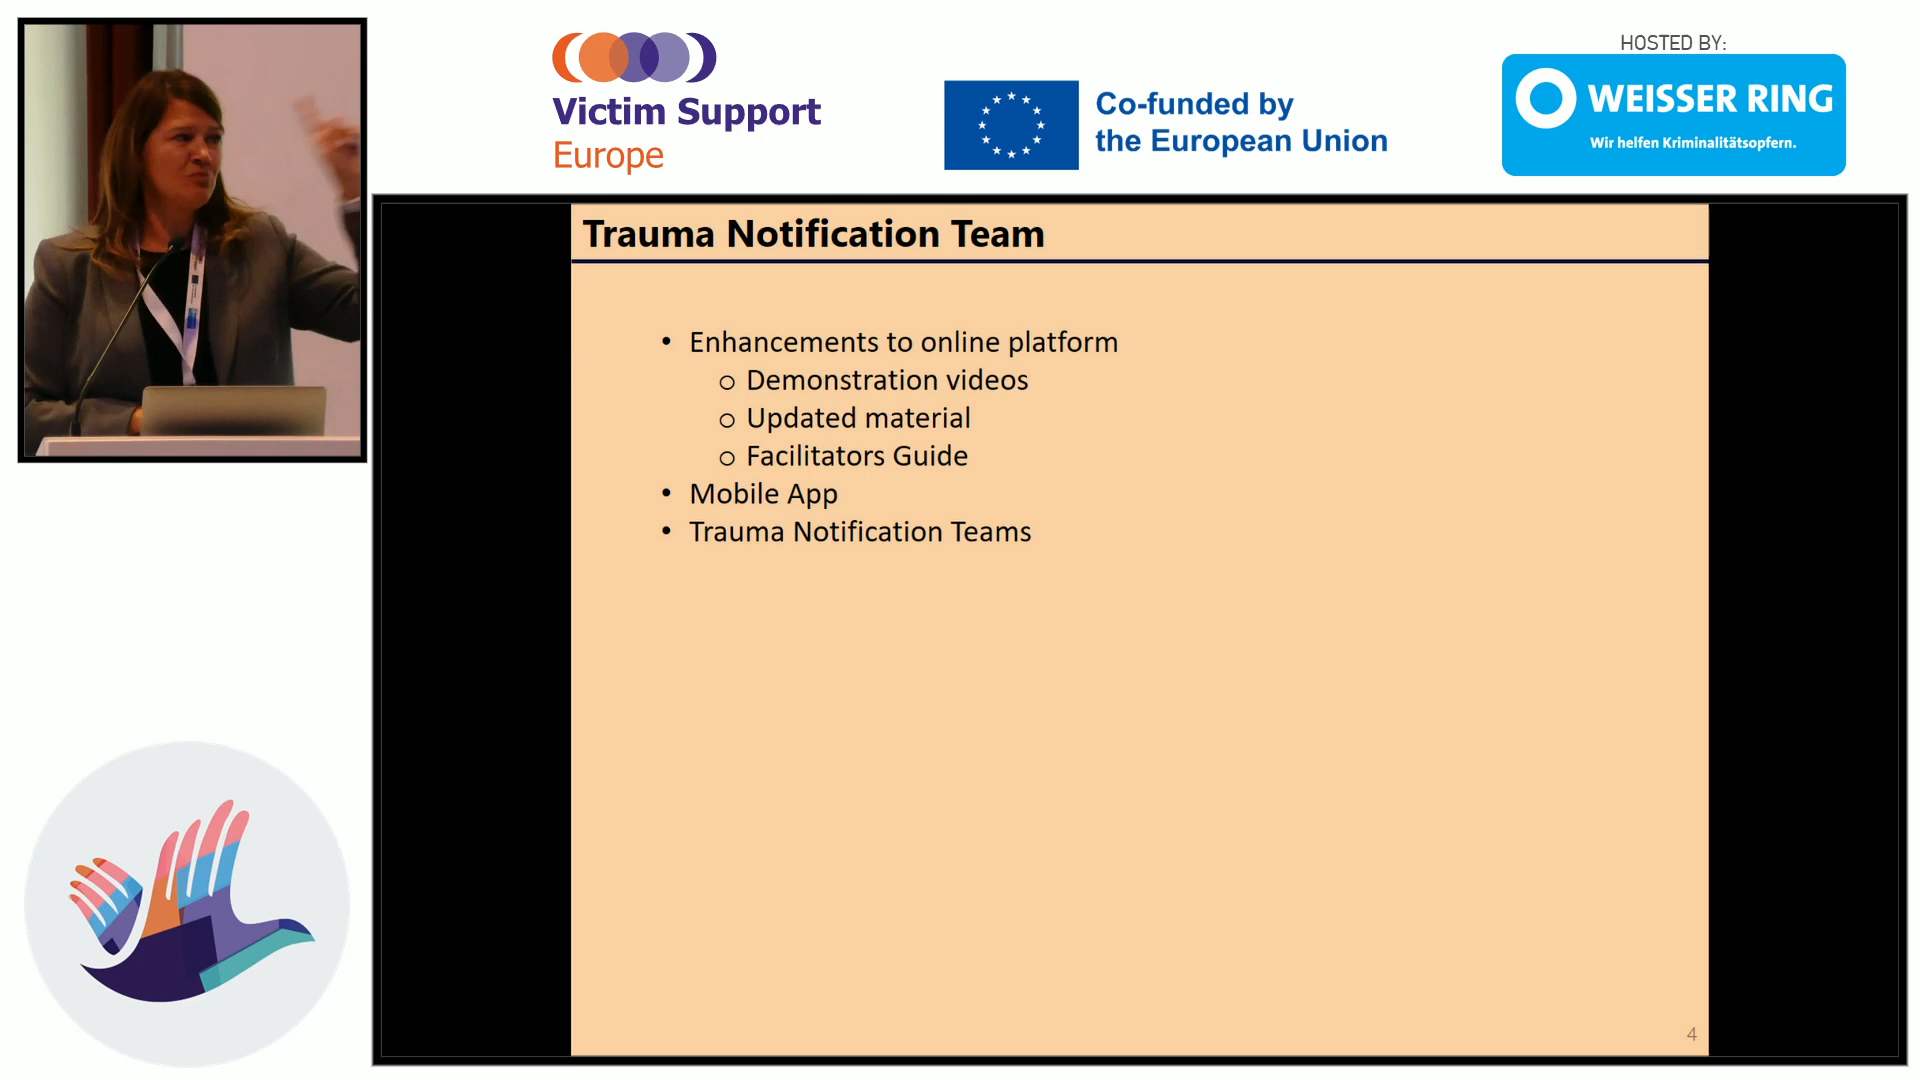 Victim Support
Europe
Co-funded by
the European Union
HOSTED BY:
WEISSER RING
Wir helfen Kriminalitätsopfern.
Trauma Notification Team
• Enhancements to online platform
o Demonstration videos
o Updated material
o Facilitators Guide
• Mobile App
• Trauma Notification Teams
4